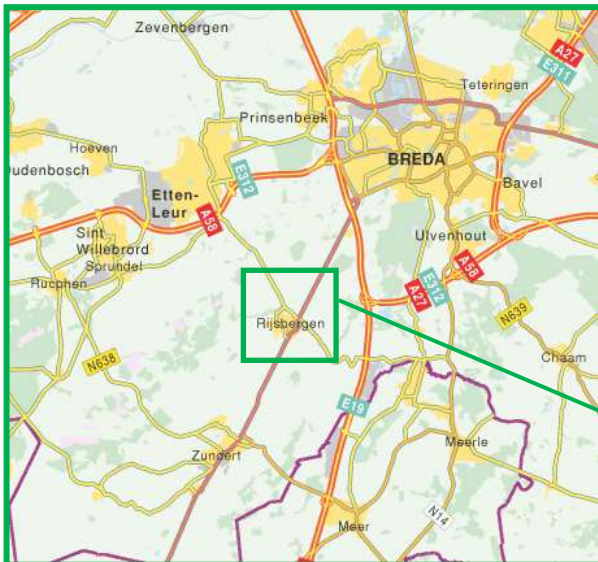 Zevenbergen
A27
E311
Teteringen
Prinsenbeek
Hoeven
BREDA
Oudenbosch
E312
Etten-
Leur
Bavel
A58
Sint
Willebrord
Ulvenhout
Sprundel
A58
Rucphen
E312
A27
N639
Rijsbergen
Chaam
N638
E19
Zundert
Meerle
N14
Meer